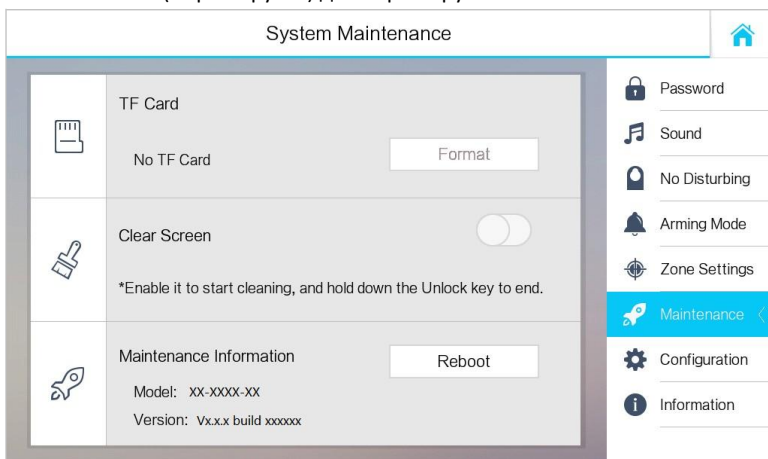 System Maintenance
TF Card
No TF Card
Format
Clear Screen
*Enable it to start cleaning, and hold down the Unlock key to end.
Maintenance Information
Reboot
Model: XX-XXXX-XX
Version: Vx.x.x build xxxxxx
Password
Sound
No Disturbing
Arming Mode
Zone Settings
Maintenance
Configuration
Information